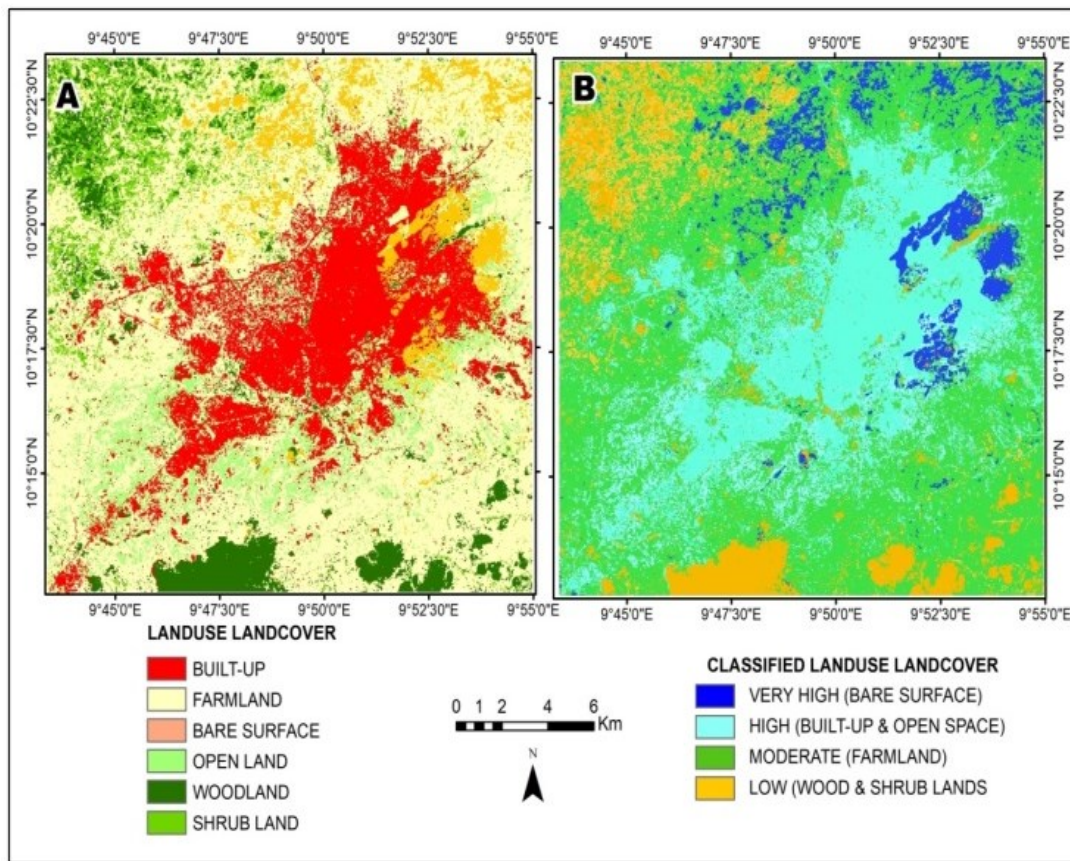 9°45'0"E 9°47'30"E 9°50'0"E 9°52'30"E 9°55'0"E 9°45'0"E 9°47'30"E 9°50'0"E 9°52'30"E 9°55'0"E
A
B
10°22'30"N
10°20'0"N
10°17'30"N
10°15'0"N
10°22'30"N
10°20'0"N
10°17'30"N
10°15'0"N
9°45'0"E 9°47'30"E 9°50'0"E 9°52'30"E 9°55'0"E 9°45'0"E 9°47'30"E 9°50'0"E 9°52'30"E 9°55'0"E
LANDUSE LANDCOVER
BUILT-UP
FARMLAND
BARE SURFACE
OPEN LAND
WOODLAND
SHRUB LAND
0 1 2 4 6
Km
N
CLASSIFIED LANDUSE LANDCOVER
VERY HIGH (BARE SURFACE)
HIGH (BUILT-UP & OPEN SPACE)
MODERATE (FARMLAND)
LOW (WOOD & SHRUB LANDS